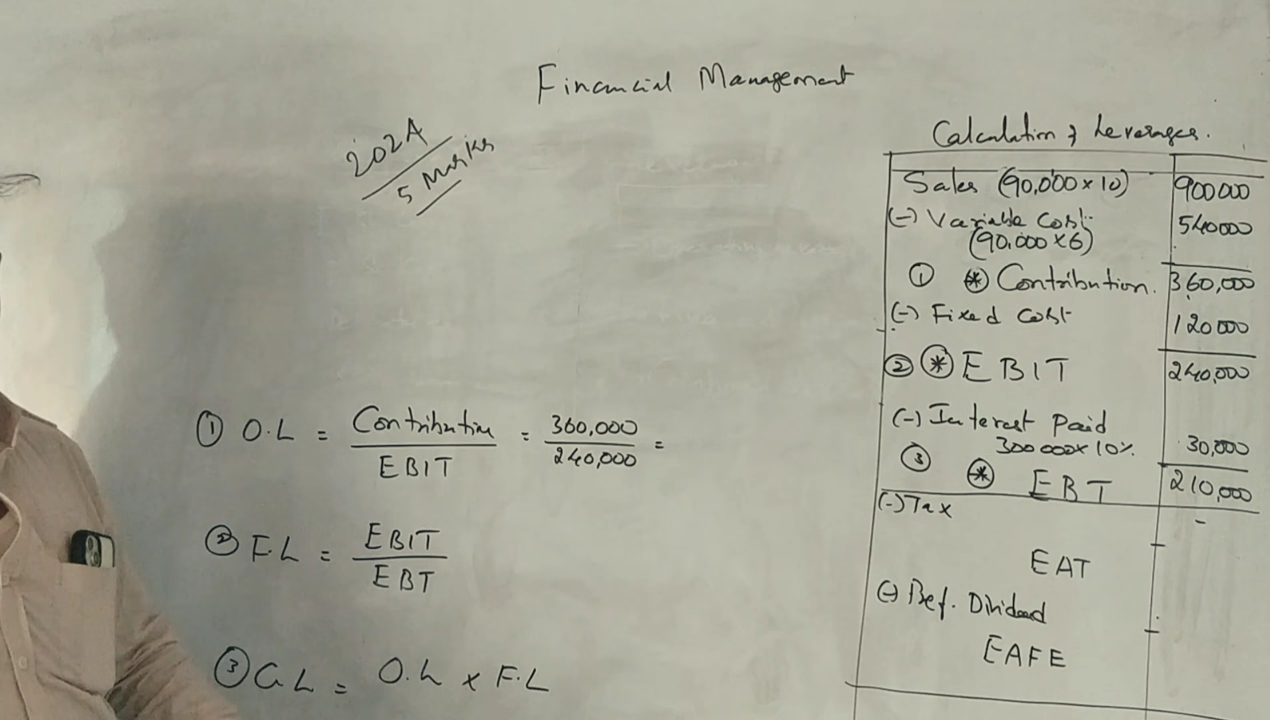 Financial Management
2024
5 Marks
Calculation of Leverages.
Sales (90,000 x 10) 900000
(-) Variable Cost 540000
(90,000 x 6)
① * Contribution. 360,000
(-) Fixed Cost 120000
② * EBIT 240,000
(-) Interest Paid
300000 x 10% 30,000
③ * EBT 210,000
(-) Tax -
EAT
(-) Pref. Dividend
EAFE
① O.L = Contribution / EBIT = 360,000 / 240,000 =
② F.L = EBIT / EBT
③ C.L = O.L x F.L